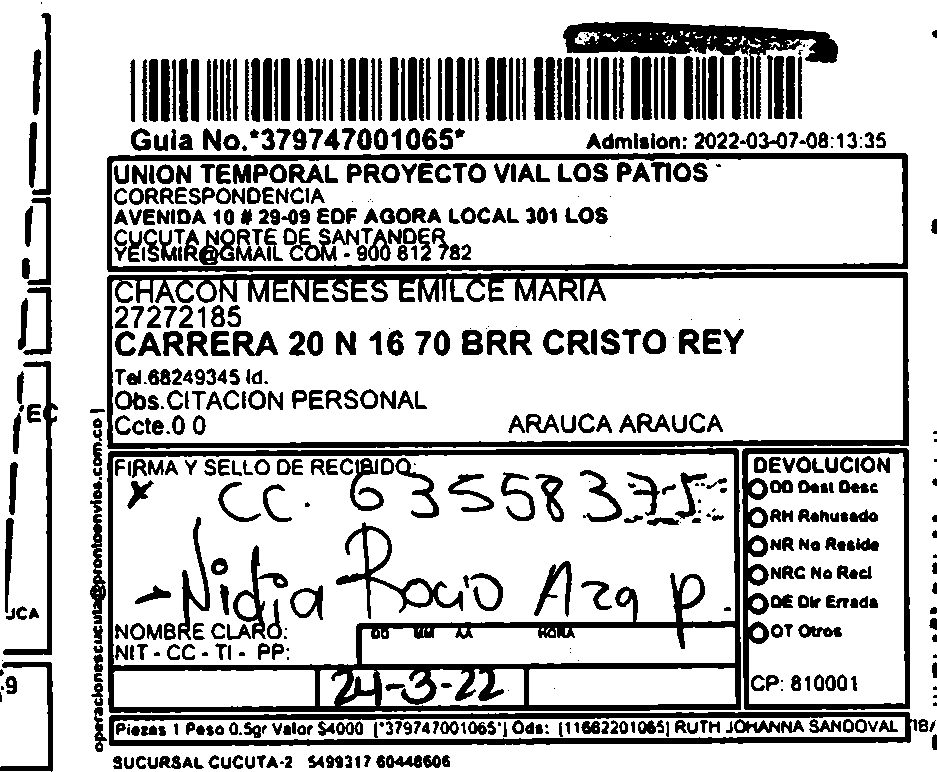 Guia No.*379747001065*
Admision: 2022-03-07-08:13:35
UNION TEMPORAL PROYECTO VIAL LOS PATIOS
CORRESPONDENCIA
AVENIDA 10 # 29-09 EDF AGORA LOCAL 301 LOS
CUCUTA NORTE DE SANTANDER
YEISMIR@GMAIL COM - 900 812 782
CHACON MENESES EMILCE MARIA
27272185
CARRERA 20 N 16 70 BRR CRISTO REY
Tel.68249345 Id.
Obs.CITACION PERSONAL
Ccte.0 0
ARAUCA ARAUCA
operacionescucuta@prontoenvios.com.co
FIRMA Y SELLO DE RECIBIDO:
x CC. 63558375
- Nidia Rocio Aza P.
NOMBRE CLARO:
NIT - CC - TI - PP:
DD MM AA HORA
24-3-22
DEVOLUCION
DD Dest Desc
RH Rehusado
NR No Reside
NRC No Recl
DE Dir Errada
OT Otros
CP: 810001
Piezas 1 Peso 0.5gr Valor $4000 [*379747001065*] Ods: [11662201065] RUTH JOHANNA SANDOVAL
SUCURSAL CUCUTA-2 5499317 60448606
EC
JCA
9
18/